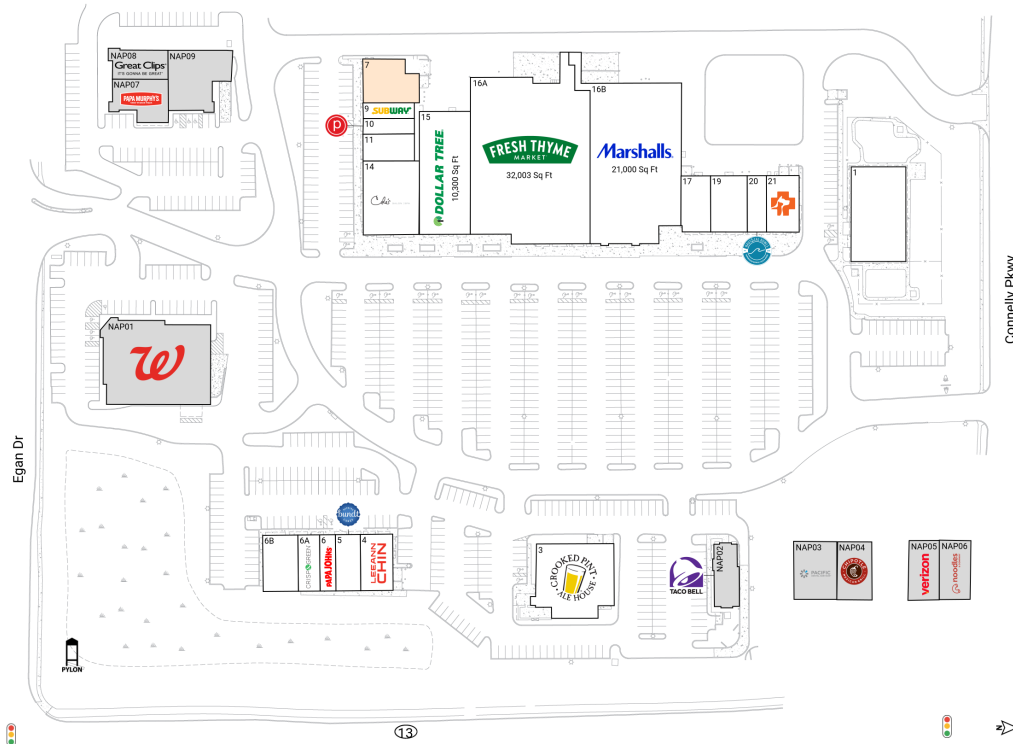 NAP08
NAP09
Great Clips
IT'S GONNA BE GREAT
NAP07
PAPA MURPHY'S
7
9
SUBWAY
p
10
11
14
15
DOLLAR TREE
10,300 Sq Ft
16A
FRESH THYME
MARKET
32,003 Sq Ft
16B
Marshalls
21,000 Sq Ft
17
19
20
21
1
Connelly Pkwy
NAP01
W
Egan Dr
bundt
6B
6A
CRISP & GREEN
6
PAPA JOHNS
5
4
LEEANN
CHIN
3
CROOKED PINT
ALE HOUSE
TACO BELL
NAP02
NAP03
PACIFIC
NAP04
CHIPOTLE
NAP05
verizon
NAP06
noodles
PYLON
13
N